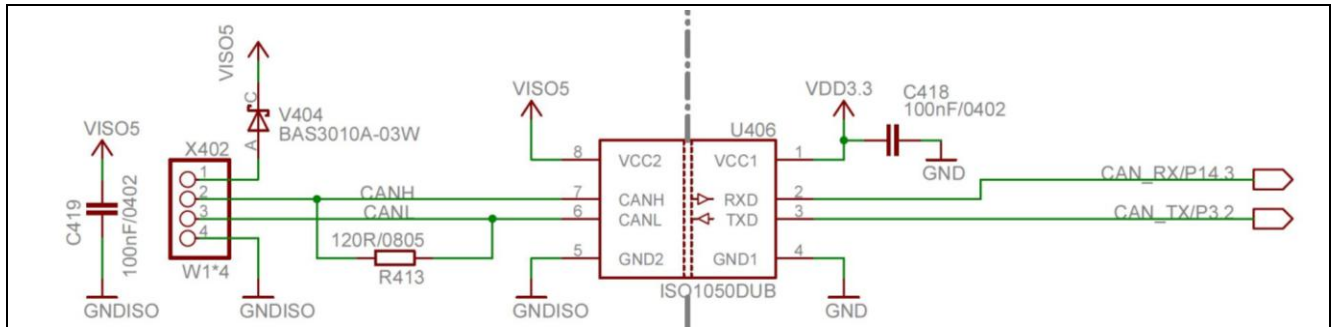 VISO5
V404
BAS3010A-03W
C
A
VISO5
C419
100nF/0402
GNDISO
X402
1
2
3
4
W1*4
GNDISO
CANH
CANL
120R/0805
R413
VISO5
8
7
6
5
GNDISO
VCC2
CANH
CANL
GND2
VCC1
RXD
TXD
GND1
U406
ISO1050DUB
1
2
3
4
VDD3.3
C418
100nF/0402
GND
GND
CAN_RX/P14.3
CAN_TX/P3.2